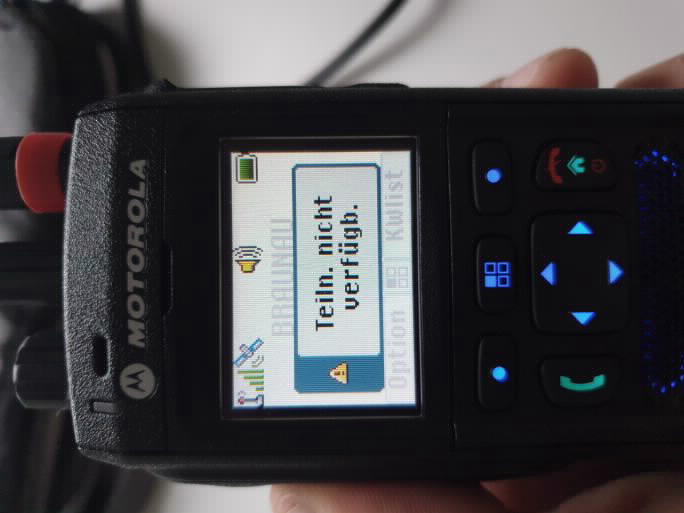 MOTOROLA
BRAUNAU
Teiln. nicht
verfügb.
Option
KWlist